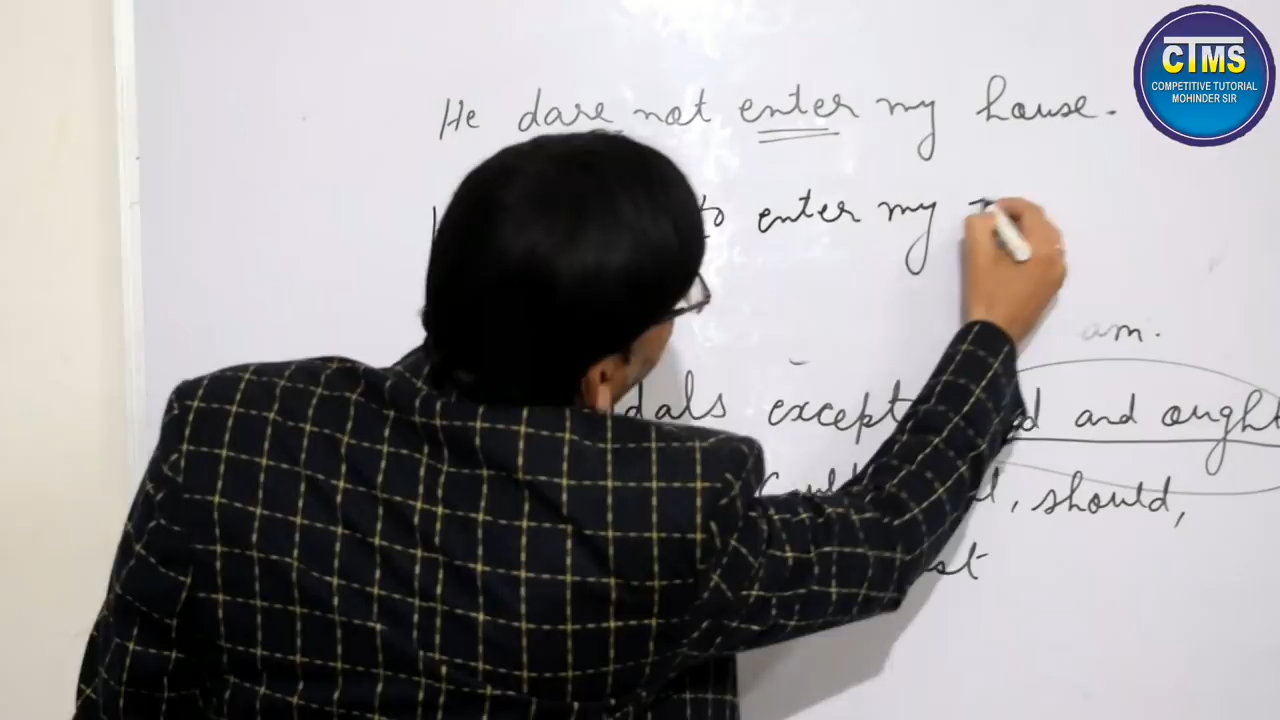 CTMS
COMPETITIVE TUTORIAL
MOHINDER SIR
He dare not enter my house.
to enter my
am.
dals except d and ought
, should,
st